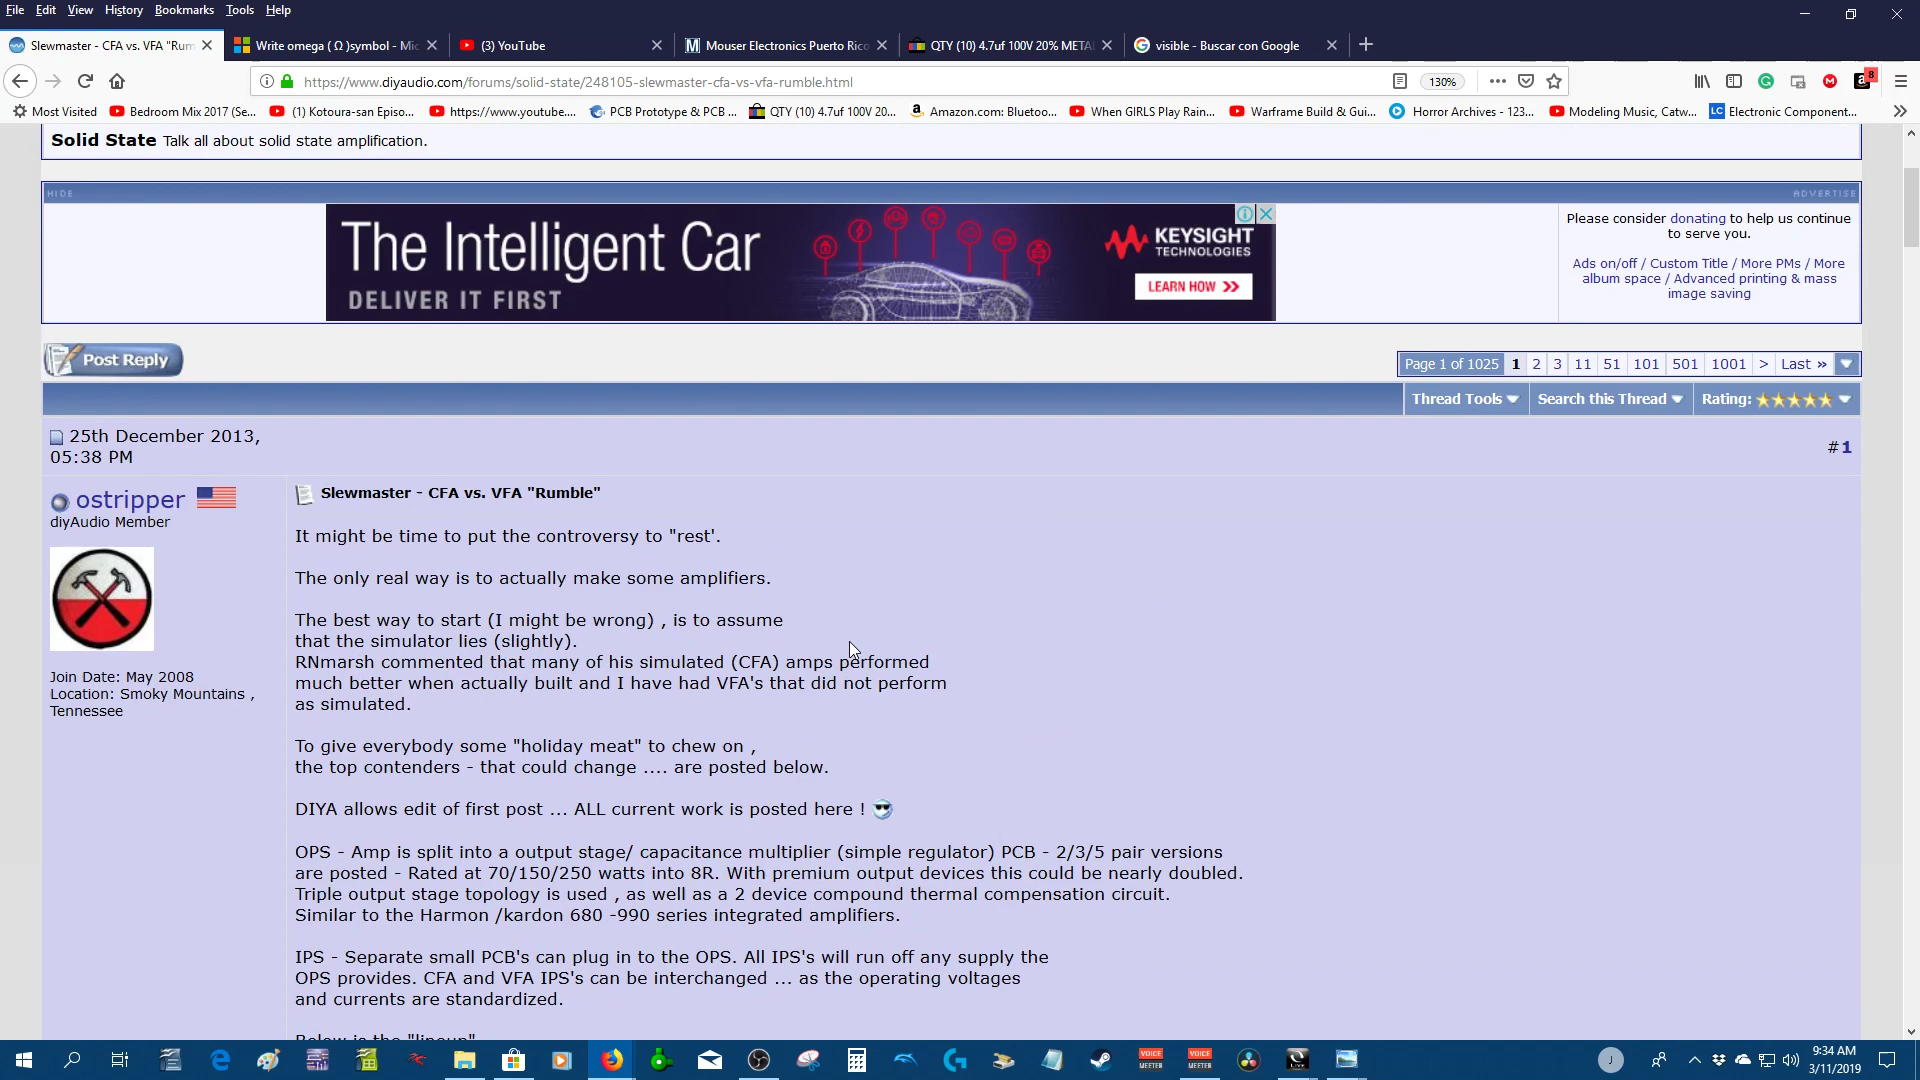 File Edit View History Bookmarks Tools Help
Slewmaster - CFA vs. VFA "Rum
Write omega ( Ω )symbol - Mic
(3) YouTube
Mouser Electronics Puerto Rico
QTY (10) 4.7uf 100V 20% META
visible - Buscar con Google
https://www.diyaudio.com/forums/solid-state/248105-slewmaster-cfa-vs-vfa-rumble.html
130%
8
Most Visited
Bedroom Mix 2017 (Se...
(1) Kotoura-san Episo...
https://www.youtube....
PCB Prototype & PCB ...
QTY (10) 4.7uf 100V 20...
Amazon.com: Bluetoo...
When GIRLS Play Rain...
Warframe Build & Gui...
Horror Archives - 123...
Modeling Music, Catw...
LC Electronic Component...
Solid State Talk all about solid state amplification.
HIDE
ADVERTISE
The Intelligent Car
DELIVER IT FIRST
KEYSIGHT
TECHNOLOGIES
LEARN HOW
Please consider donating to help us continue
to serve you.
Ads on/off / Custom Title / More PMs / More
album space / Advanced printing & mass
image saving
Post Reply
Page 1 of 1025 1 2 3 11 51 101 501 1001 > Last »
Thread Tools
Search this Thread
Rating:
25th December 2013,
05:38 PM
#1
ostripper
diyAudio Member
Join Date: May 2008
Location: Smoky Mountains ,
Tennessee
Slewmaster - CFA vs. VFA "Rumble"
It might be time to put the controversy to "rest'.
The only real way is to actually make some amplifiers.
The best way to start (I might be wrong) , is to assume
that the simulator lies (slightly).
RNmarsh commented that many of his simulated (CFA) amps performed
much better when actually built and I have had VFA's that did not perform
as simulated.
To give everybody some "holiday meat" to chew on ,
the top contenders - that could change .... are posted below.
DIYA allows edit of first post ... ALL current work is posted here !
OPS - Amp is split into a output stage/ capacitance multiplier (simple regulator) PCB - 2/3/5 pair versions
are posted - Rated at 70/150/250 watts into 8R. With premium output devices this could be nearly doubled.
Triple output stage topology is used , as well as a 2 device compound thermal compensation circuit.
Similar to the Harmon /kardon 680 -990 series integrated amplifiers.
IPS - Separate small PCB's can plug in to the OPS. All IPS's will run off any supply the
OPS provides. CFA and VFA IPS's can be interchanged ... as the operating voltages
and currents are standardized.
Below is the "lineup"
VOICE
MEETER
VOICE
MEETER
LIVE
J
9:34 AM
3/11/2019